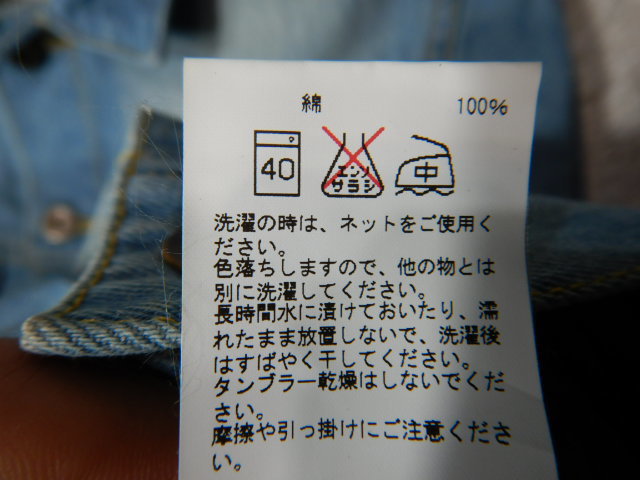 綿 100%
40 エンソサラシ 中
洗濯の時は、ネットをご使用く
ださい。
色落ちしますので、他の物とは
別に洗濯してください。
長時間水に漬けておいたり、濡
れたまま放置しないで、洗濯後
はすばやく干してください。
タンブラー乾燥はしないでくだ
さい。
摩擦や引っ掛けにご注意くださ
い。